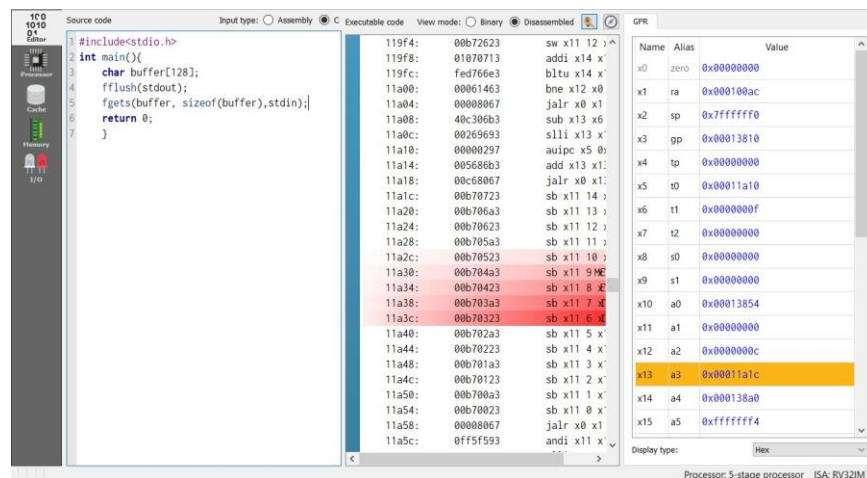 1C0
1010
01
Editor
Processor
Cache
Memory
I/O
Source code
Input type: Assembly C
1 #include<stdio.h>
2 int main(){
3 char buffer[128];
4 fflush(stdout);
5 fgets(buffer, sizeof(buffer),stdin);
6 return 0;
7 }
Executable code View mode: Binary Disassembled
119f4: 00b72623 sw x11 12
119f8: 01070713 addi x14 x
119fc: fed766e3 bltu x14 x
11a00: 00061463 bne x12 x0
11a04: 00008067 jalr x0 x1
11a08: 40c306b3 sub x13 x6
11a0c: 00269693 slli x13 x
11a10: 00000297 auipc x5 0
11a14: 005686b3 add x13 x1
11a18: 00c68067 jalr x0 x1
11a1c: 00b70723 sb x11 14
11a20: 00b706a3 sb x11 13
11a24: 00b70623 sb x11 12
11a28: 00b705a3 sb x11 11
11a2c: 00b70523 sb x11 10
11a30: 00b704a3 sb x11 9
11a34: 00b70423 sb x11 8
11a38: 00b703a3 sb x11 7
11a3c: 00b70323 sb x11 6
11a40: 00b702a3 sb x11 5 x
11a44: 00b70223 sb x11 4 x
11a48: 00b701a3 sb x11 3 x
11a4c: 00b70123 sb x11 2 x
11a50: 00b700a3 sb x11 1 x
11a54: 00b70023 sb x11 0 x
11a58: 00008067 jalr x0 x1
11a5c: 0ff5f593 andi x11 x
GPR
Name Alias Value
x0 zero 0x00000000
x1 ra 0x000100ac
x2 sp 0x7ffffff0
x3 gp 0x00013810
x4 tp 0x00000000
x5 t0 0x00011a10
x6 t1 0x0000000f
x7 t2 0x00000000
x8 s0 0x00000000
x9 s1 0x00000000
x10 a0 0x00013854
x11 a1 0x00000000
x12 a2 0x0000000c
x13 a3 0x00011a1c
x14 a4 0x000138a0
x15 a5 0xfffffff4
Display type: Hex
Processor: 5-stage processor ISA: RV32IM